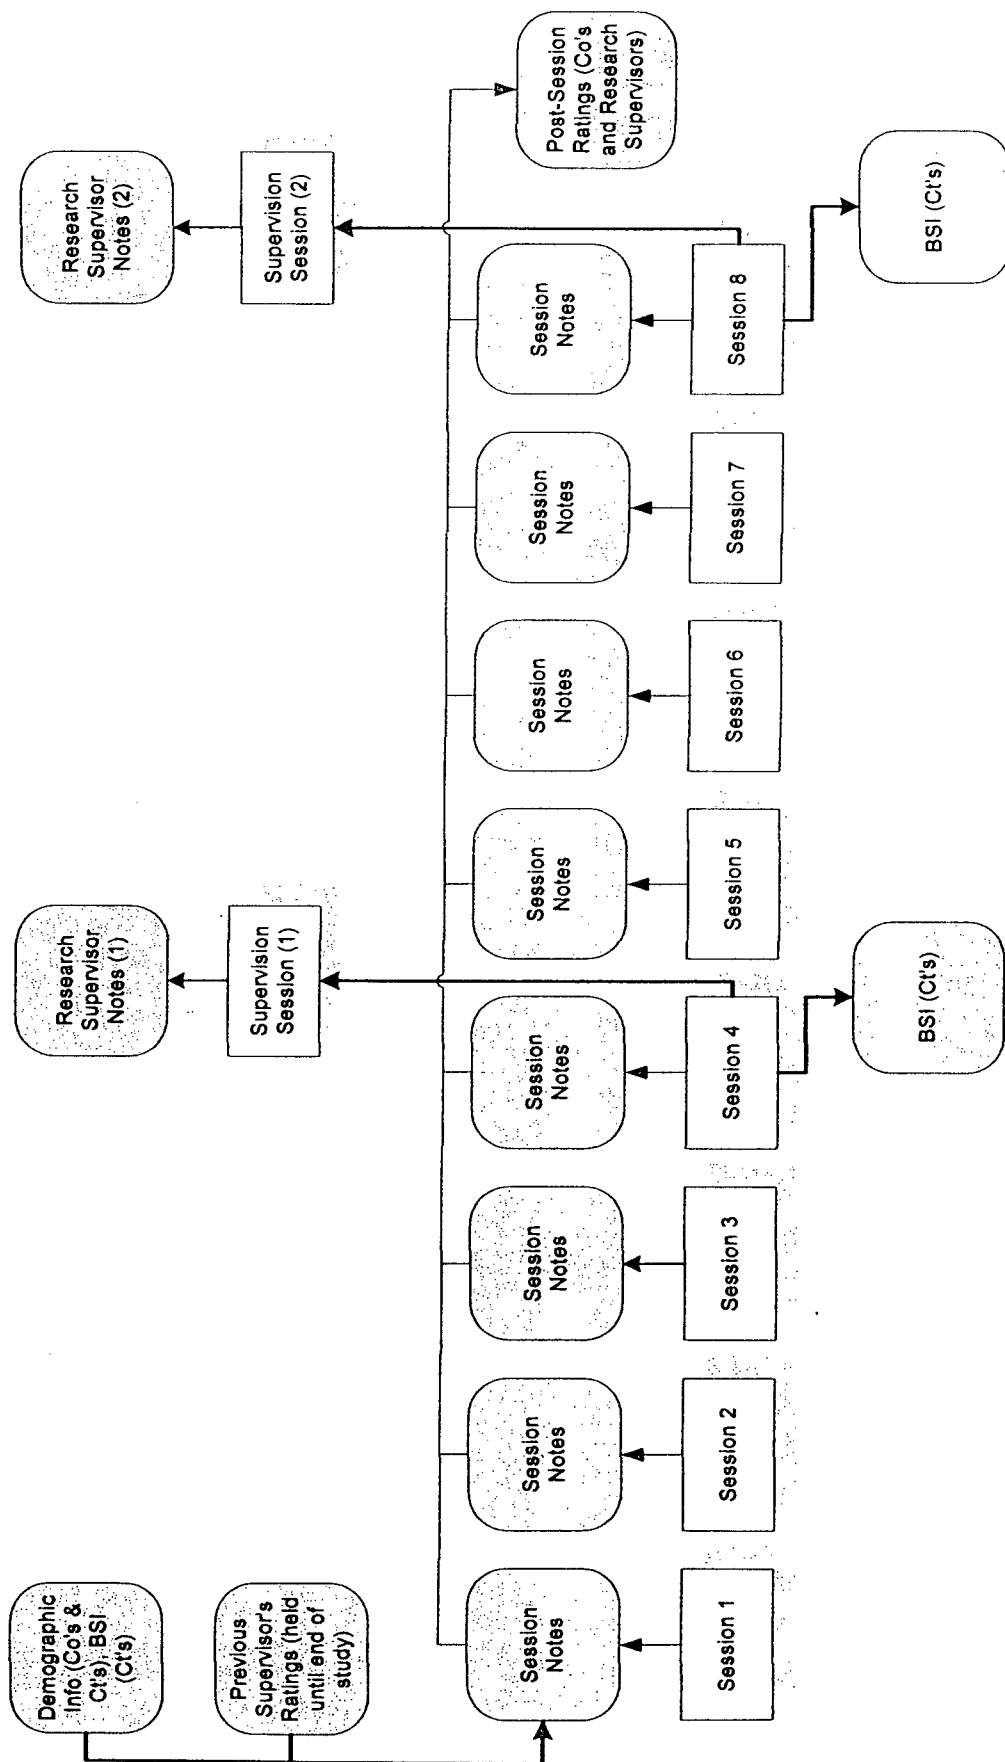 Demographic
Info (Co's &
Ct's), BSI
(Ct's)
Previous
Supervisor's
Ratings (held
until end of
study)
Research
Supervisor
Notes (1)
Supervision
Session (1)
Research
Supervisor
Notes (2)
Supervision
Session (2)
Session
Notes
Session
Notes
Session
Notes
Session
Notes
Session
Notes
Session
Notes
Session
Notes
Session
Notes
Post-Session
Ratings (Co's
and Research
Supervisors)
Session 1
Session 2
Session 3
Session 4
Session 5
Session 6
Session 7
Session 8
BSI (Ct's)
BSI (Ct's)